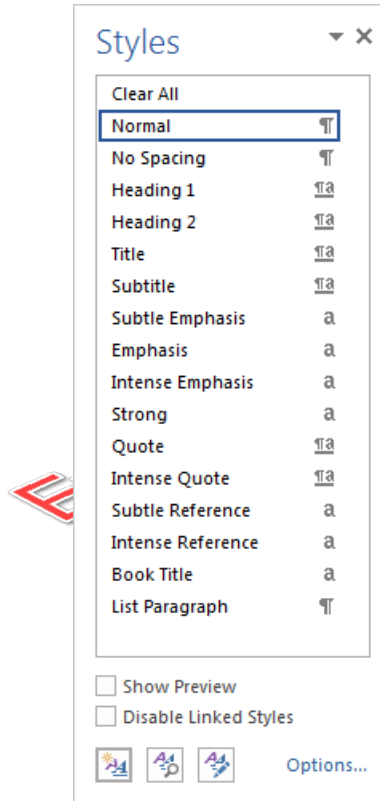 Styles
Clear All
Normal ¶
No Spacing ¶
Heading 1 ¶a
Heading 2 ¶a
Title ¶a
Subtitle ¶a
Subtle Emphasis a
Emphasis a
Intense Emphasis a
Strong a
Quote ¶a
Intense Quote ¶a
Subtle Reference a
Intense Reference a
Book Title a
List Paragraph ¶
Show Preview
Disable Linked Styles
Options...